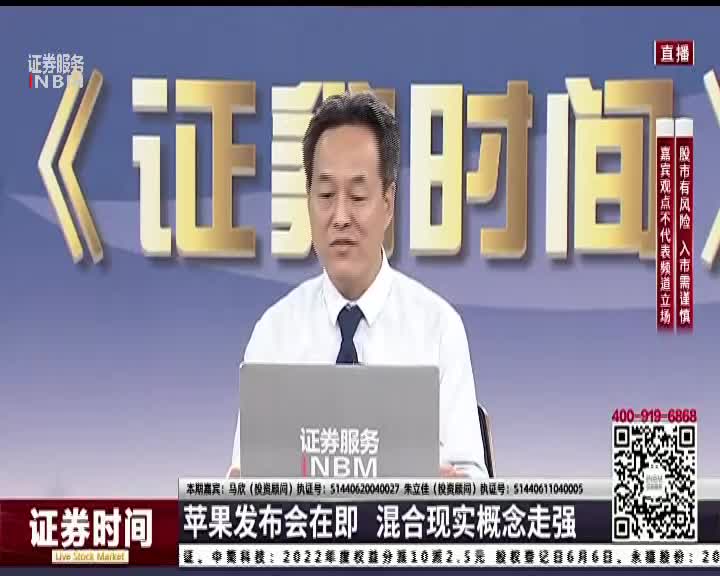 证券服务
iNBM
直播
《证券时间》
股市有风险 入市需谨慎
嘉宾观点不代表频道立场
400-919-6868
证券服务
iNBM
本期嘉宾：马欣（投资顾问）执证号：S1440620040027 朱立佳（投资顾问）执证号：S1440611040005
证券时间
Live Stock Market
苹果发布会在即 混合现实概念走强
证、中莬科技：2022年度权益分派10派2.5元 股权登记日6月6日、永福股份：20